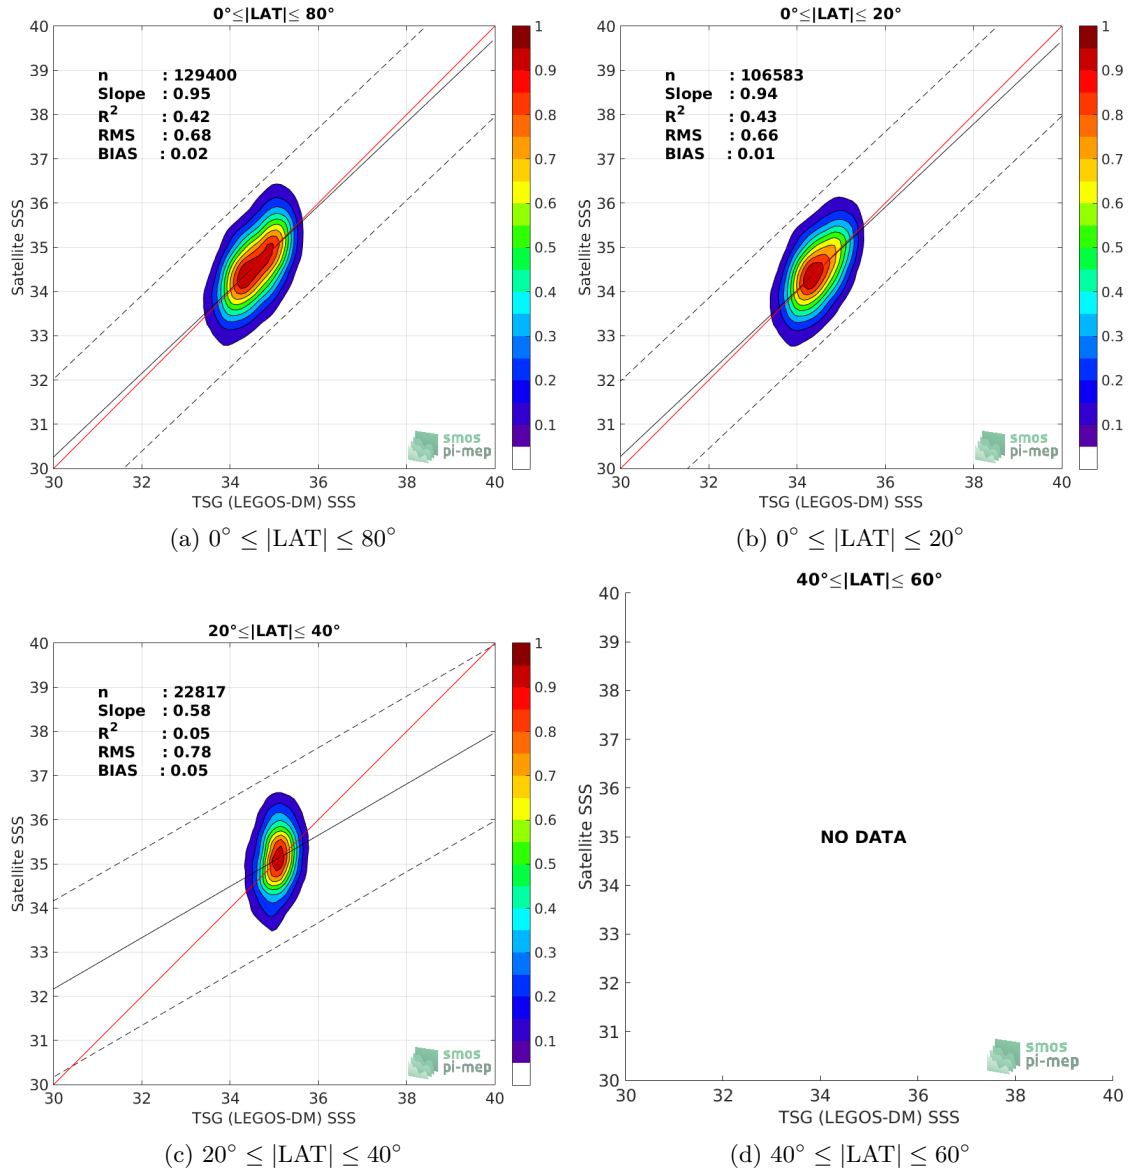 0°≤|LAT|≤ 80°
n : 129400
Slope : 0.95
R² : 0.42
RMS : 0.68
BIAS : 0.02
40
39
38
37
36
35
34
33
32
31
30
Satellite SSS
30 32 34 36 38 40
TSG (LEGOS-DM) SSS
1
0.9
0.8
0.7
0.6
0.5
0.4
0.3
0.2
0.1
smos
pi-mep
(a) 0° ≤ |LAT| ≤ 80°
0°≤|LAT|≤ 20°
n : 106583
Slope : 0.94
R² : 0.43
RMS : 0.66
BIAS : 0.01
40
39
38
37
36
35
34
33
32
31
30
Satellite SSS
30 32 34 36 38 40
TSG (LEGOS-DM) SSS
1
0.9
0.8
0.7
0.6
0.5
0.4
0.3
0.2
0.1
smos
pi-mep
(b) 0° ≤ |LAT| ≤ 20°
20°≤|LAT|≤ 40°
n : 22817
Slope : 0.58
R² : 0.05
RMS : 0.78
BIAS : 0.05
40
39
38
37
36
35
34
33
32
31
30
Satellite SSS
30 32 34 36 38 40
TSG (LEGOS-DM) SSS
1
0.9
0.8
0.7
0.6
0.5
0.4
0.3
0.2
0.1
smos
pi-mep
(c) 20° ≤ |LAT| ≤ 40°
40°≤|LAT|≤ 60°
40
39
38
37
36
35
34
33
32
31
30
Satellite SSS
NO DATA
30 32 34 36 38 40
TSG (LEGOS-DM) SSS
smos
pi-mep
(d) 40° ≤ |LAT| ≤ 60°